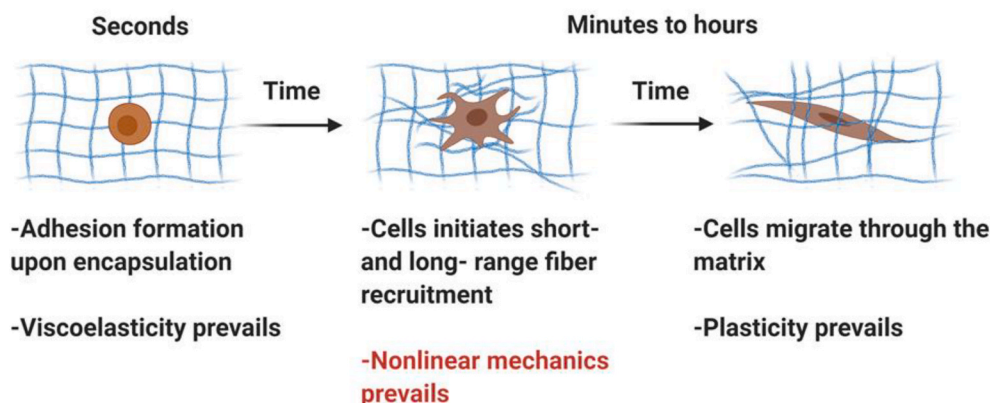 Seconds
Minutes to hours
Time
Time
-Adhesion formation
upon encapsulation
-Viscoelasticity prevails
-Cells initiates short-
and long- range fiber
recruitment
-Nonlinear mechanics
prevails
-Cells migrate through the
matrix
-Plasticity prevails